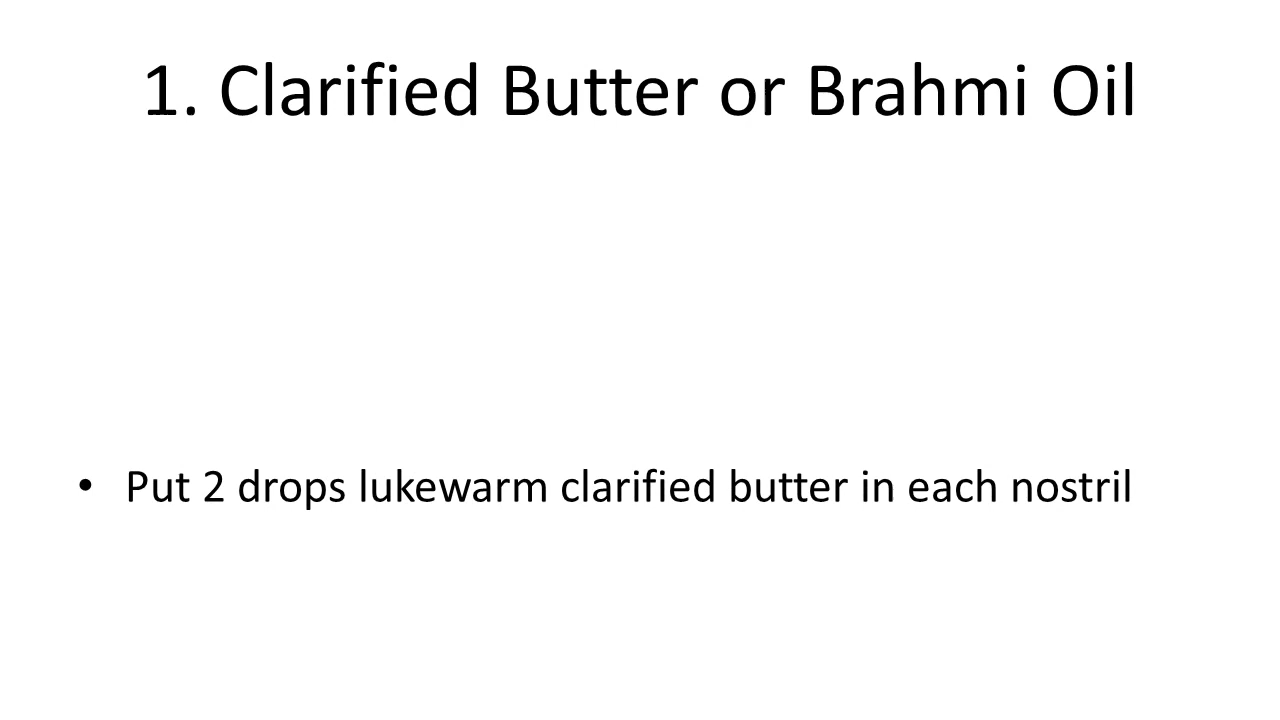 1. Clarified Butter or Brahmi Oil
• Put 2 drops lukewarm clarified butter in each nostril